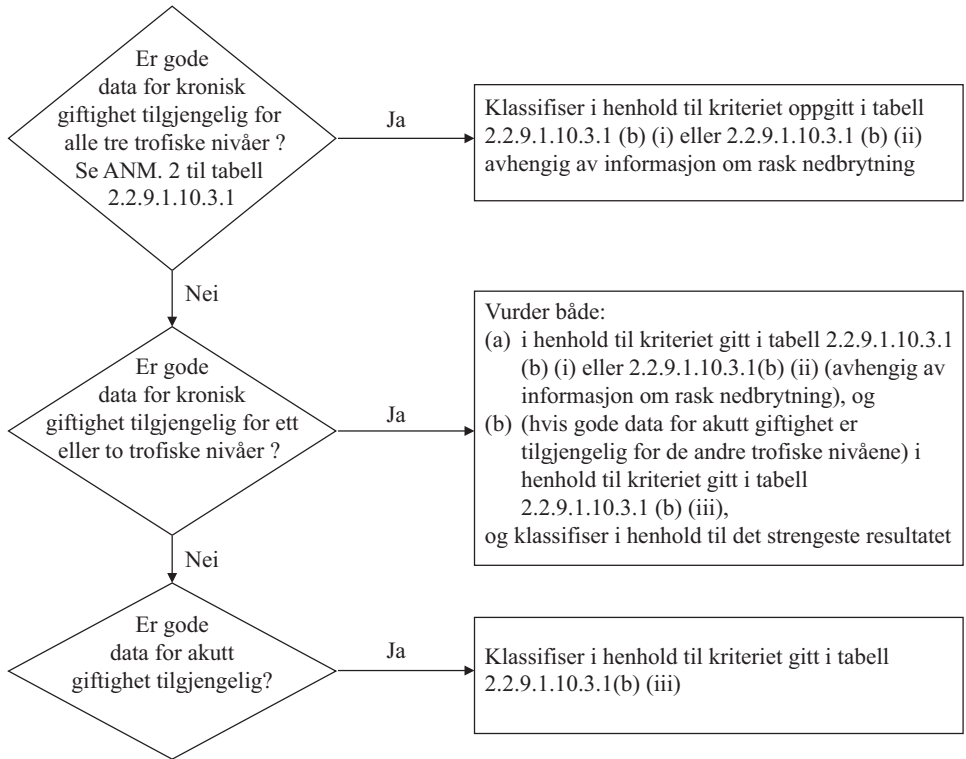 Er gode
data for kronisk
giftighet tilgjengelig for
alle tre trofiske nivåer ?
Se ANM. 2 til tabell
2.2.9.1.10.3.1
Ja
Klassifiser i henhold til kriteriet oppgitt i tabell
2.2.9.1.10.3.1 (b) (i) eller 2.2.9.1.10.3.1 (b) (ii)
avhengig av informasjon om rask nedbrytning
Nei
Er gode
data for kronisk
giftighet tilgjengelig for ett
eller to trofiske nivåer ?
Ja
Vurder både:
(a) i henhold til kriteriet gitt i tabell 2.2.9.1.10.3.1
(b) (i) eller 2.2.9.1.10.3.1(b) (ii) (avhengig av
informasjon om rask nedbrytning), og
(b) (hvis gode data for akutt giftighet er
tilgjengelig for de andre trofiske nivåene) i
henhold til kriteriet gitt i tabell
2.2.9.1.10.3.1 (b) (iii),
og klassifiser i henhold til det strengeste resultatet
Nei
Er gode
data for akutt
giftighet tilgjengelig?
Ja
Klassifiser i henhold til kriteriet gitt i tabell
2.2.9.1.10.3.1(b) (iii)